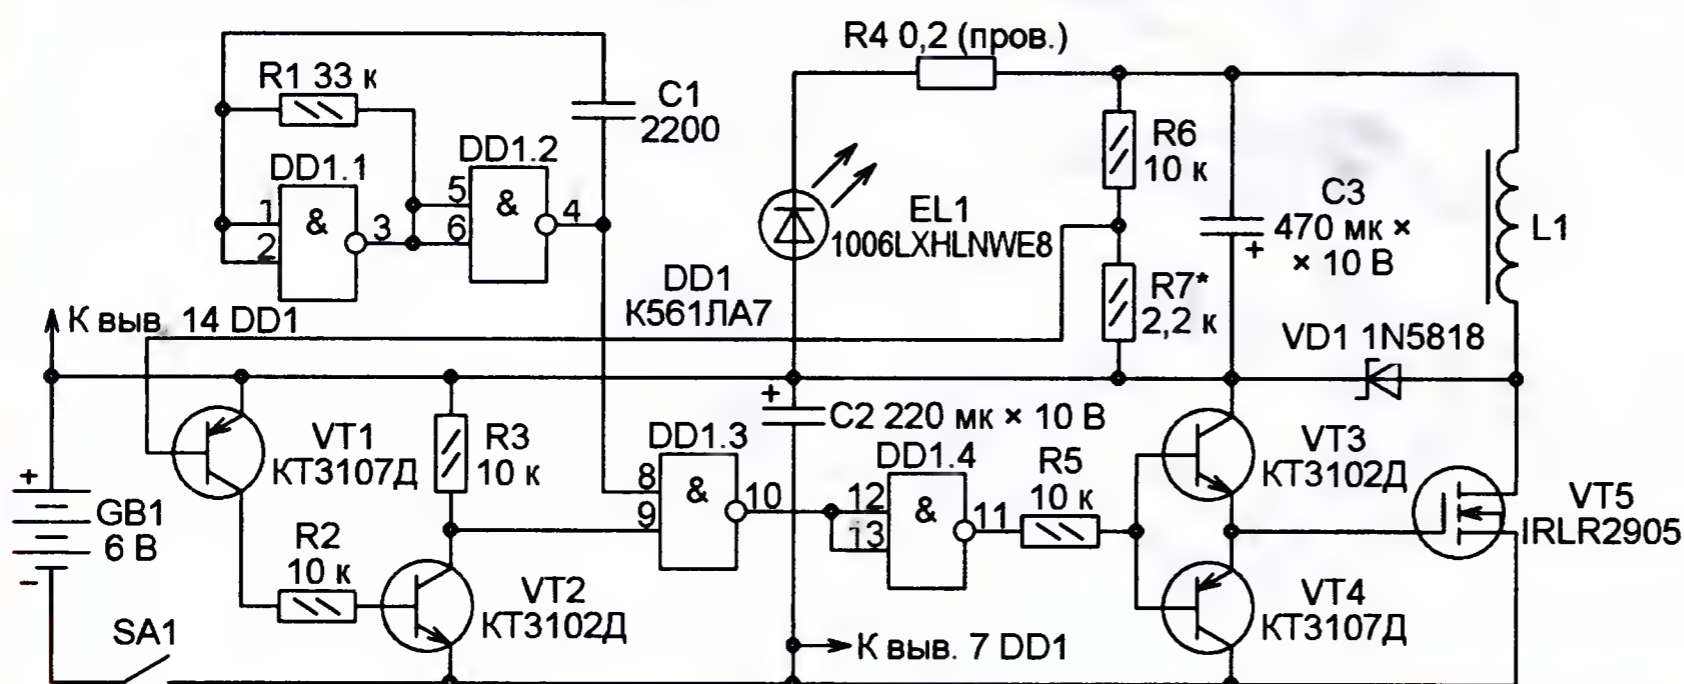 R4 0,2 (пров.)
R1 33 к
C1
2200
DD1.1
DD1.2
1
2
&
3
5
6
&
4
R6
10 к
C3
470 мк ×
× 10 В
L1
EL1
1006LXHLNWE8
DD1
К561ЛА7
R7*
2,2 к
К выв. 14 DD1
VD1 1N5818
+
C2 220 мк × 10 В
+
VT1
КТ3107Д
R3
10 к
DD1.3
8
9
&
10
DD1.4
12
13
&
11
R5
10 к
VT3
КТ3102Д
VT5
IRLR2905
+
GB1
6 В
–
R2
10 к
VT2
КТ3102Д
VT4
КТ3107Д
SA1
К выв. 7 DD1